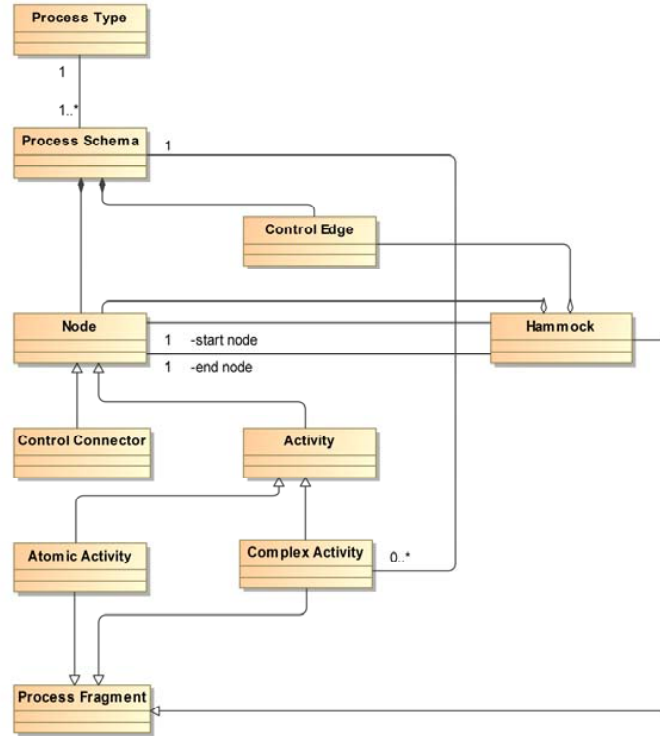 Process Type
1
1..*
Process Schema
1
Control Edge
Node
Hammock
1 -start node
1 -end node
Control Connector
Activity
Atomic Activity
Complex Activity
0..*
Process Fragment